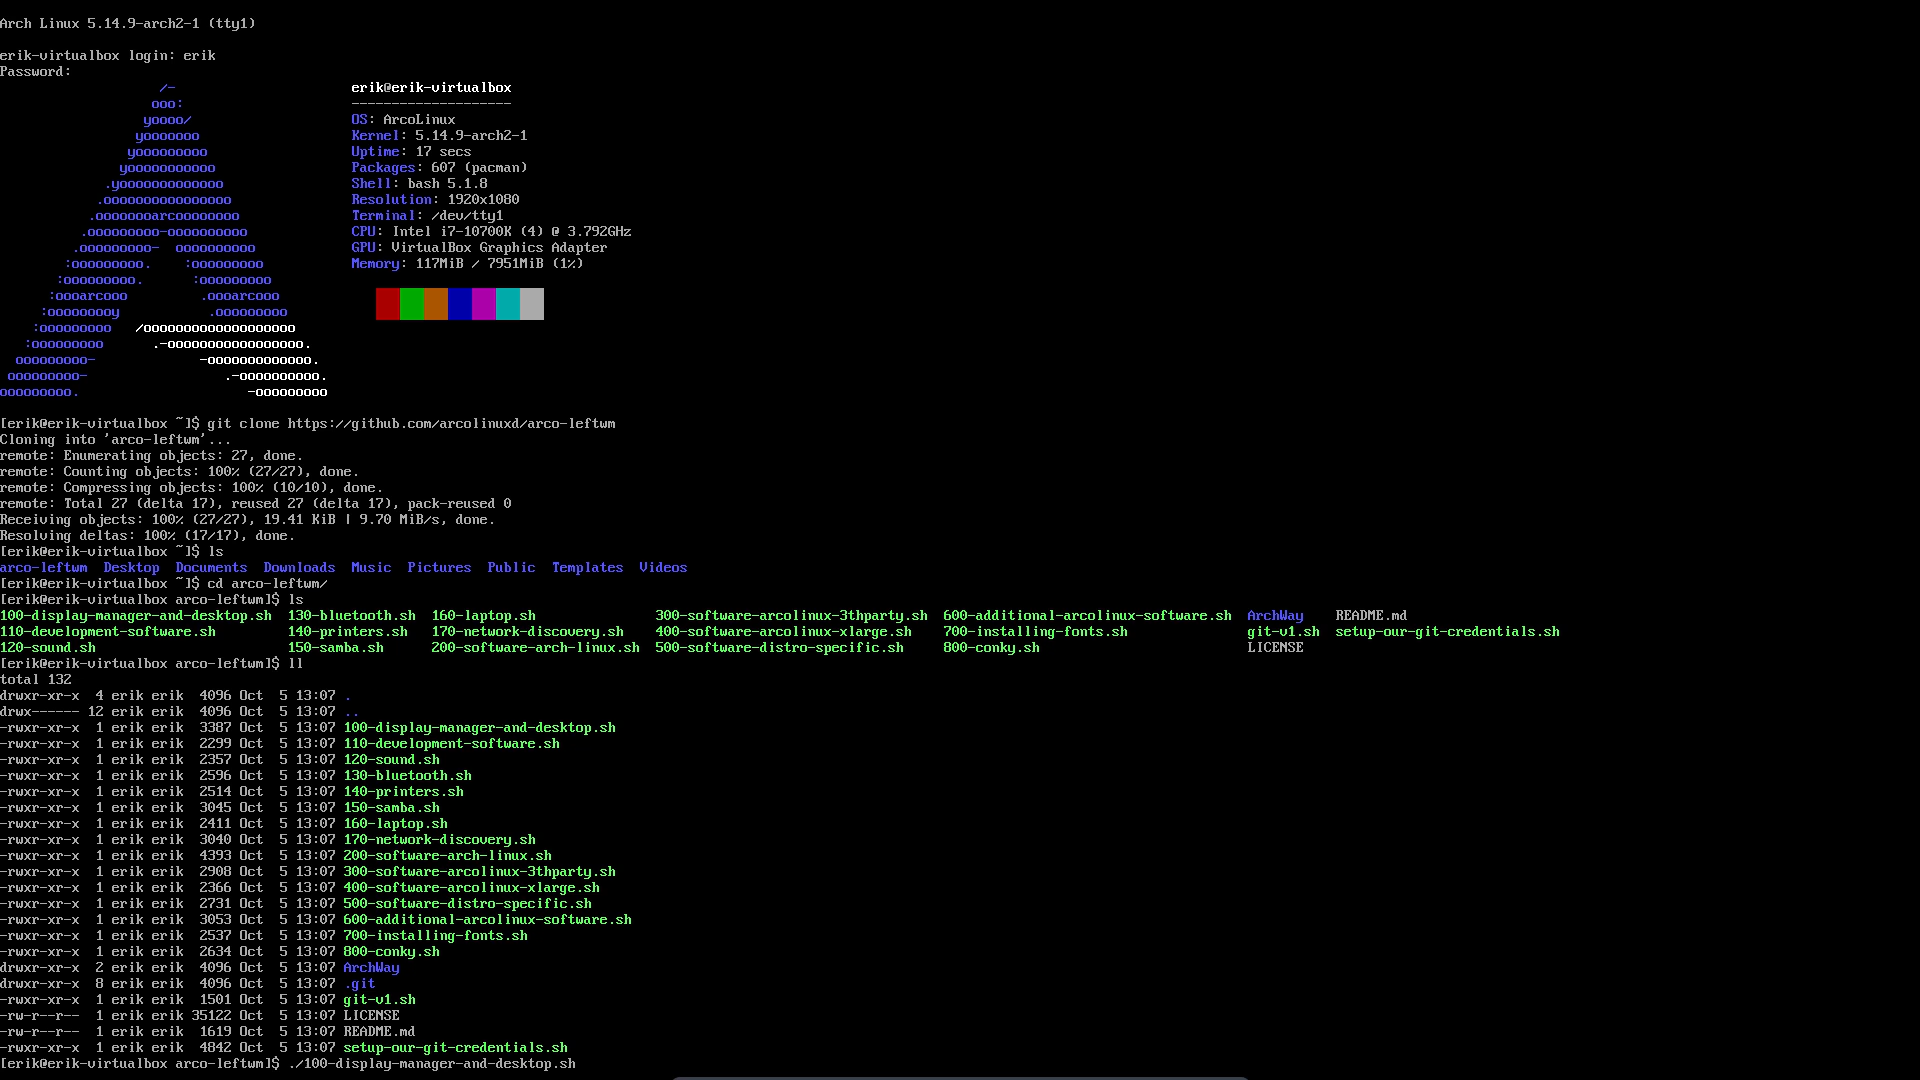 Arch Linux 5.14.9-arch2-1 (tty1)
erik-virtualbox login: erik
Password:
/-                       erik@erik-virtualbox
ooo:                     --------------------
yoooo/                   OS: ArcoLinux
yooooooo                 Kernel: 5.14.9-arch2-1
yooooooooo               Uptime: 17 secs
yooooooooooo             Packages: 607 (pacman)
.yooooooooooooo          Shell: bash 5.1.8
.oooooooooooooooo        Resolution: 1920x1080
.oooooooarcooooooooo     Terminal: /dev/tty1
.ooooooooo-oooooooooo    CPU: Intel i7-10700K (4) @ 3.792GHz
.ooooooooo-  oooooooooo  GPU: VirtualBox Graphics Adapter
:ooooooooo.    :ooooooooo    Memory: 117MiB / 7951MiB (1%)
:ooooooooo.      :ooooooooo
:oooarcooo         .oooarcooo
:ooooooooy           .ooooooooo
:ooooooooo   /ooooooooooooooooooo
:ooooooooo      .-ooooooooooooooooo.
ooooooooo-             -ooooooooooooo.
ooooooooo-                 .-oooooooooo.
ooooooooo.                     -ooooooooo
[erik@erik-virtualbox ~]$ git clone https://github.com/arcolinuxd/arco-leftwm
Cloning into 'arco-leftwm'...
remote: Enumerating objects: 27, done.
remote: Counting objects: 100% (27/27), done.
remote: Compressing objects: 100% (10/10), done.
remote: Total 27 (delta 17), reused 27 (delta 17), pack-reused 0
Receiving objects: 100% (27/27), 19.41 KiB | 9.70 MiB/s, done.
Resolving deltas: 100% (17/17), done.
[erik@erik-virtualbox ~]$ ls
arco-leftwm  Desktop  Documents  Downloads  Music  Pictures  Public  Templates  Videos
[erik@erik-virtualbox ~]$ cd arco-leftwm/
[erik@erik-virtualbox arco-leftwm]$ ls
100-display-manager-and-desktop.sh  130-bluetooth.sh  160-laptop.sh  300-software-arcolinux-3thparty.sh  600-additional-arcolinux-software.sh  ArchWay  README.md
110-development-software.sh  140-printers.sh  170-network-discovery.sh  400-software-arcolinux-xlarge.sh  700-installing-fonts.sh  git-v1.sh  setup-our-git-credentials.sh
120-sound.sh  150-samba.sh  200-software-arch-linux.sh  500-software-distro-specific.sh  800-conky.sh  LICENSE
[erik@erik-virtualbox arco-leftwm]$ ll
total 132
drwxr-xr-x  4 erik erik  4096 Oct  5 13:07 .
drwx------ 12 erik erik  4096 Oct  5 13:07 ..
-rwxr-xr-x  1 erik erik  3387 Oct  5 13:07 100-display-manager-and-desktop.sh
-rwxr-xr-x  1 erik erik  2299 Oct  5 13:07 110-development-software.sh
-rwxr-xr-x  1 erik erik  2357 Oct  5 13:07 120-sound.sh
-rwxr-xr-x  1 erik erik  2596 Oct  5 13:07 130-bluetooth.sh
-rwxr-xr-x  1 erik erik  2514 Oct  5 13:07 140-printers.sh
-rwxr-xr-x  1 erik erik  3045 Oct  5 13:07 150-samba.sh
-rwxr-xr-x  1 erik erik  2411 Oct  5 13:07 160-laptop.sh
-rwxr-xr-x  1 erik erik  3040 Oct  5 13:07 170-network-discovery.sh
-rwxr-xr-x  1 erik erik  4393 Oct  5 13:07 200-software-arch-linux.sh
-rwxr-xr-x  1 erik erik  2908 Oct  5 13:07 300-software-arcolinux-3thparty.sh
-rwxr-xr-x  1 erik erik  2366 Oct  5 13:07 400-software-arcolinux-xlarge.sh
-rwxr-xr-x  1 erik erik  2731 Oct  5 13:07 500-software-distro-specific.sh
-rwxr-xr-x  1 erik erik  3053 Oct  5 13:07 600-additional-arcolinux-software.sh
-rwxr-xr-x  1 erik erik  2537 Oct  5 13:07 700-installing-fonts.sh
-rwxr-xr-x  1 erik erik  2634 Oct  5 13:07 800-conky.sh
drwxr-xr-x  2 erik erik  4096 Oct  5 13:07 ArchWay
drwxr-xr-x  8 erik erik  4096 Oct  5 13:07 .git
-rwxr-xr-x  1 erik erik  1501 Oct  5 13:07 git-v1.sh
-rw-r--r--  1 erik erik 35122 Oct  5 13:07 LICENSE
-rw-r--r--  1 erik erik  1619 Oct  5 13:07 README.md
-rwxr-xr-x  1 erik erik  4842 Oct  5 13:07 setup-our-git-credentials.sh
[erik@erik-virtualbox arco-leftwm]$ ./100-display-manager-and-desktop.sh